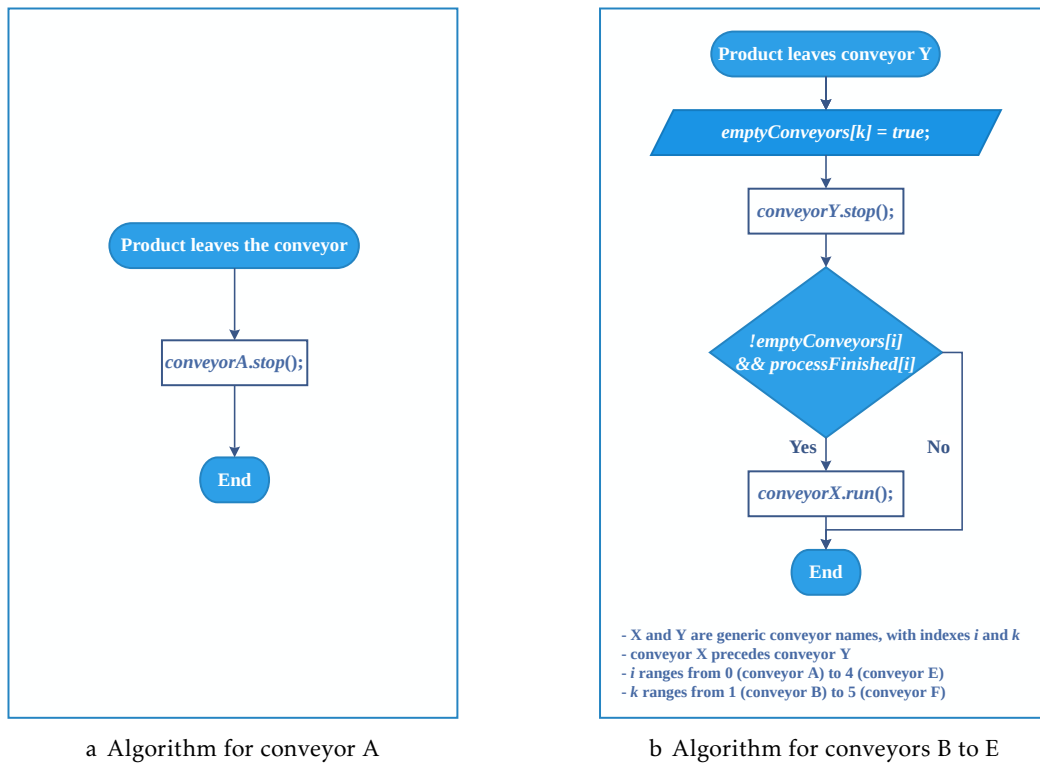 Product leaves the conveyor
conveyorA.stop();
End
a Algorithm for conveyor A
Product leaves conveyor Y
emptyConveyors[k] = true;
conveyorY.stop();
!emptyConveyors[i]
&& processFinished[i]
Yes
No
conveyorX.run();
End
- X and Y are generic conveyor names, with indexes i and k
- conveyor X precedes conveyor Y
- i ranges from 0 (conveyor A) to 4 (conveyor E)
- k ranges from 1 (conveyor B) to 5 (conveyor F)
b Algorithm for conveyors B to E